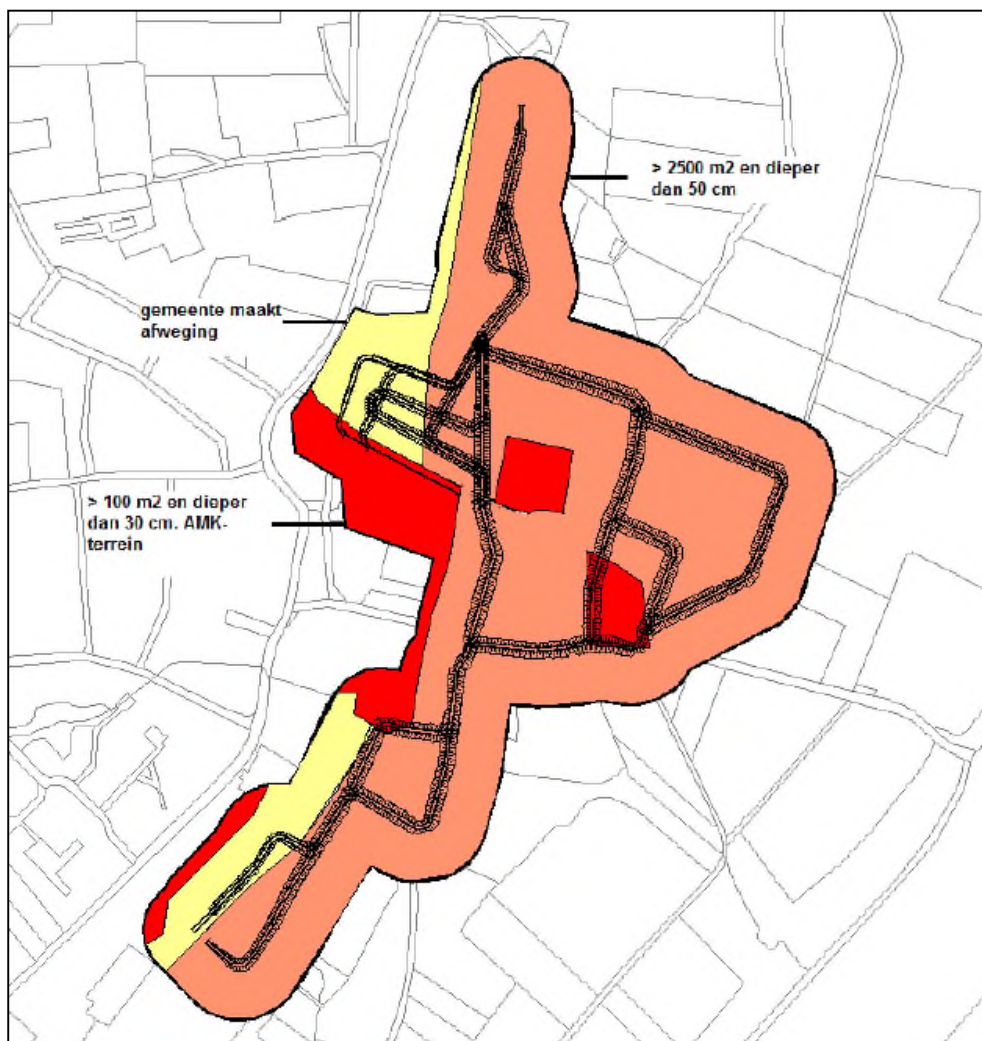 > 2500 m2 en dieper
dan 50 cm
gemeente maakt
afweging
> 100 m2 en dieper
dan 30 cm. AMK-
terrein